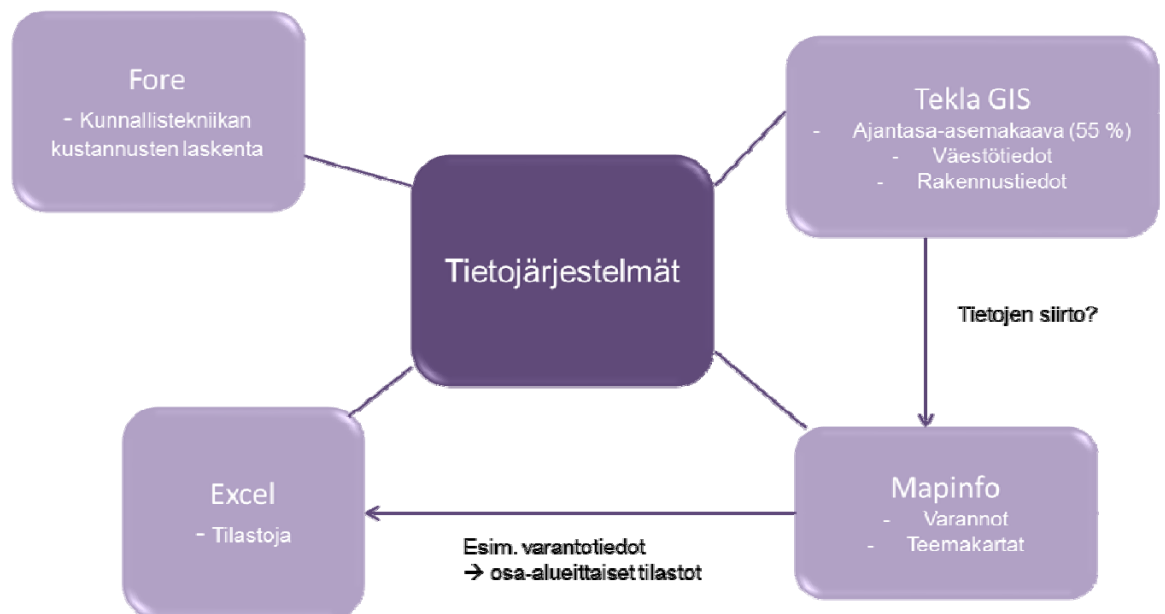 Fore
- Kunnallistekniikan
kustannusten laskenta
Tekla GIS
- Ajantasa-asemakaava (55 %)
- Väestötiedot
- Rakennustiedot
Tietojärjestelmät
Tietojen siirto?
Excel
- Tilastoja
Mapinfo
- Varannot
- Teemakartat
Esim. varantotiedot
→ osa-alueittaiset tilastot